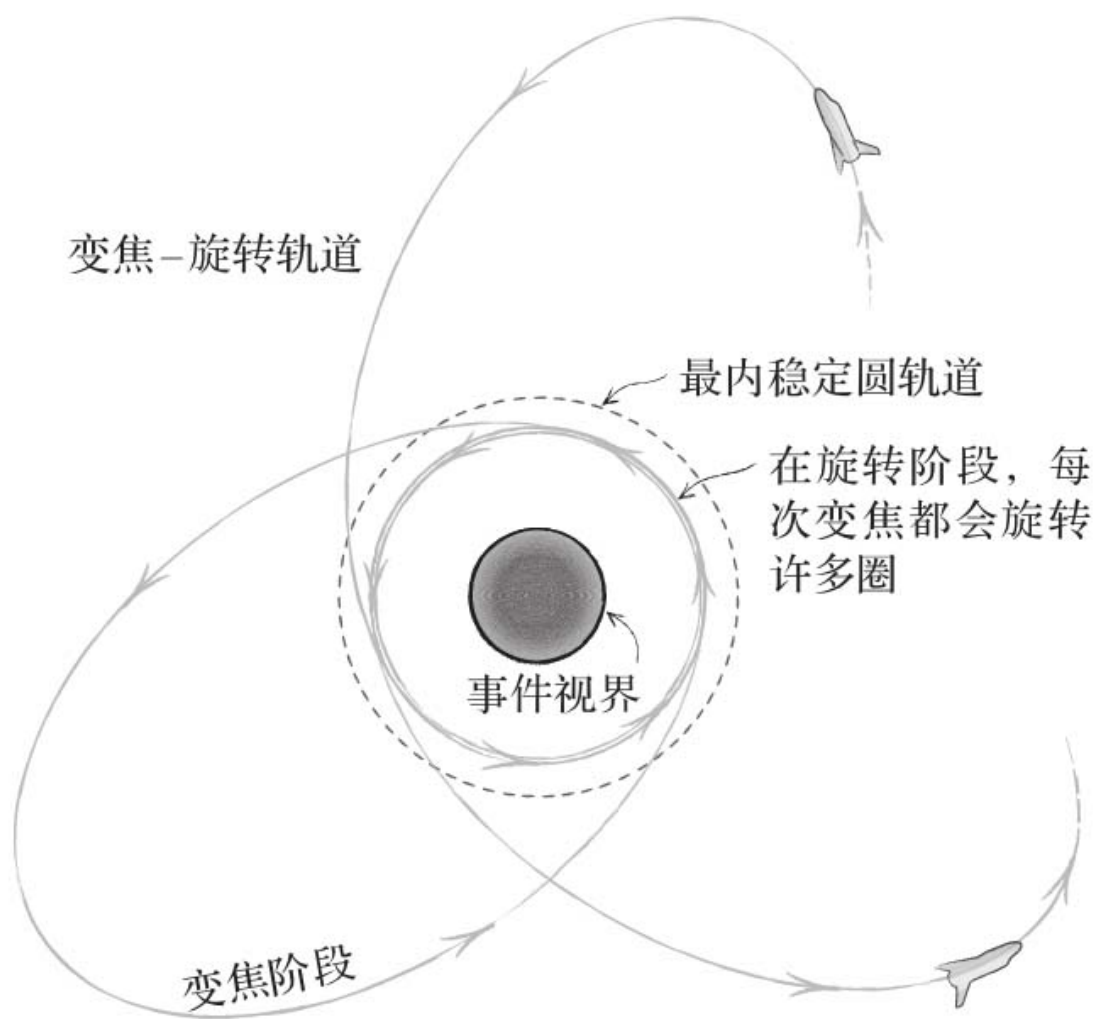 变焦–旋转轨道
最内稳定圆轨道
在旋转阶段，每
次变焦都会旋转
许多圈
事件视界
变焦阶段